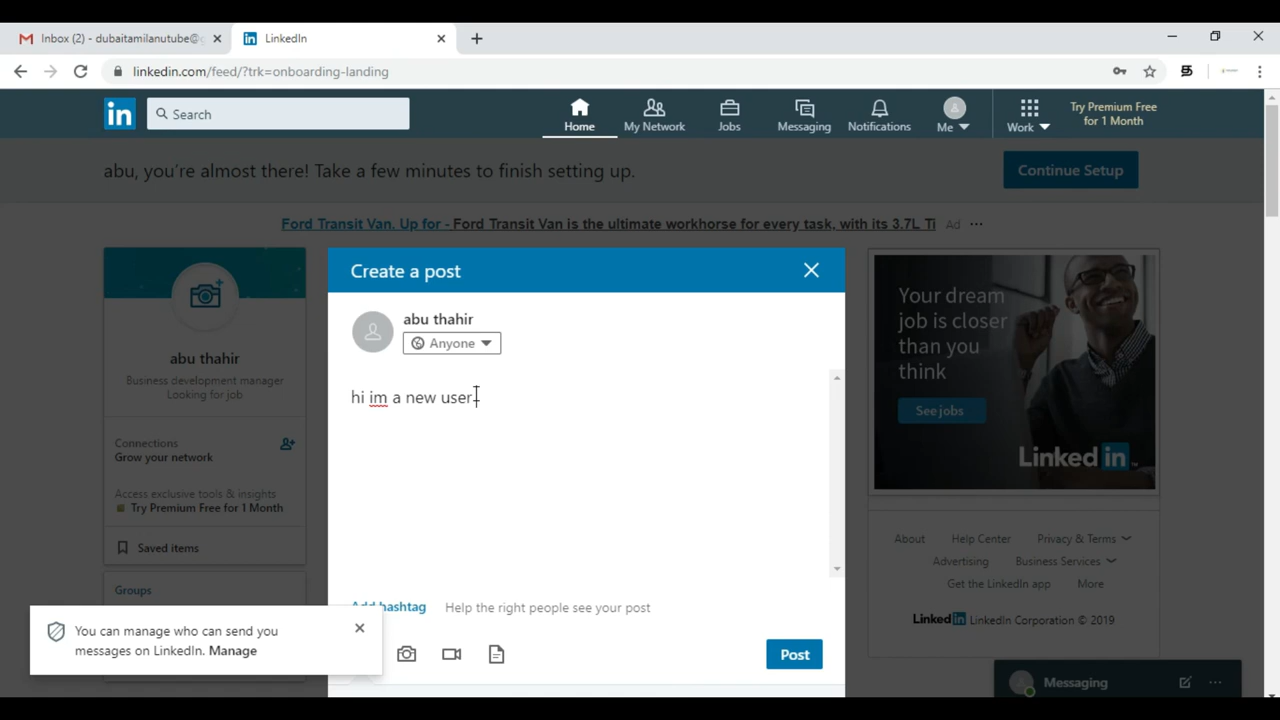 Inbox (2) - dubaitamilanutube@g
LinkedIn
linkedin.com/feed/?trk=onboarding-landing
in
Search
Home
My Network
Jobs
Messaging
Notifications
Me
Work
Try Premium Free
for 1 Month
abu, you're almost there! Take a few minutes to finish setting up.
Continue Setup
Ford Transit Van. Up for - Ford Transit Van is the ultimate workhorse for every task, with its 3.7L Ti
Ad
abu thahir
Business development manager
Looking for job
Connections
Grow your network
Access exclusive tools & insights
Try Premium Free for 1 Month
Saved items
Groups
Create a post
abu thahir
Anyone
hi im a new user
Add hashtag
Help the right people see your post
Post
You can manage who can send you
messages on LinkedIn. Manage
Your dream
job is closer
than you
think
See jobs
Linked in
About
Help Center
Privacy & Terms
Advertising
Business Services
Get the LinkedIn app
More
Linked in LinkedIn Corporation © 2019
Messaging